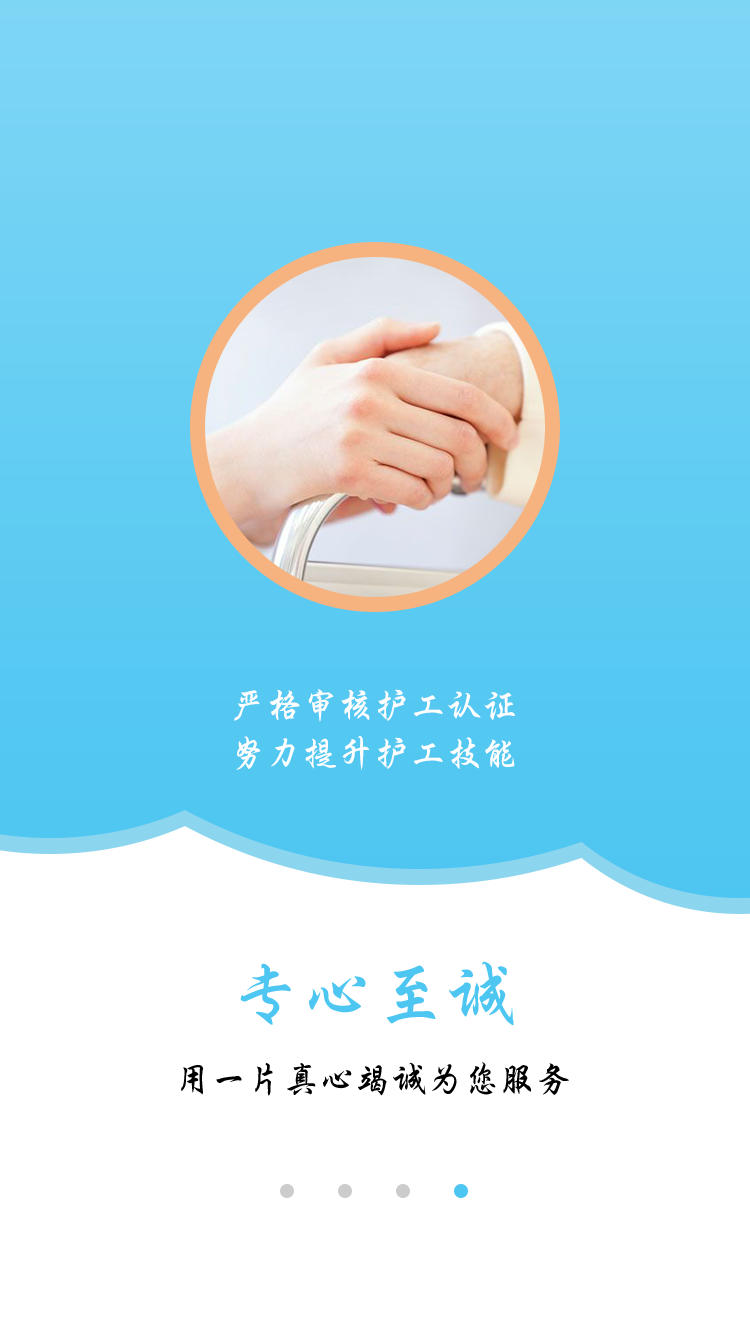 严格审核护工认证
努力提升护工技能
专心至诚
用一片真心竭诚为您服务